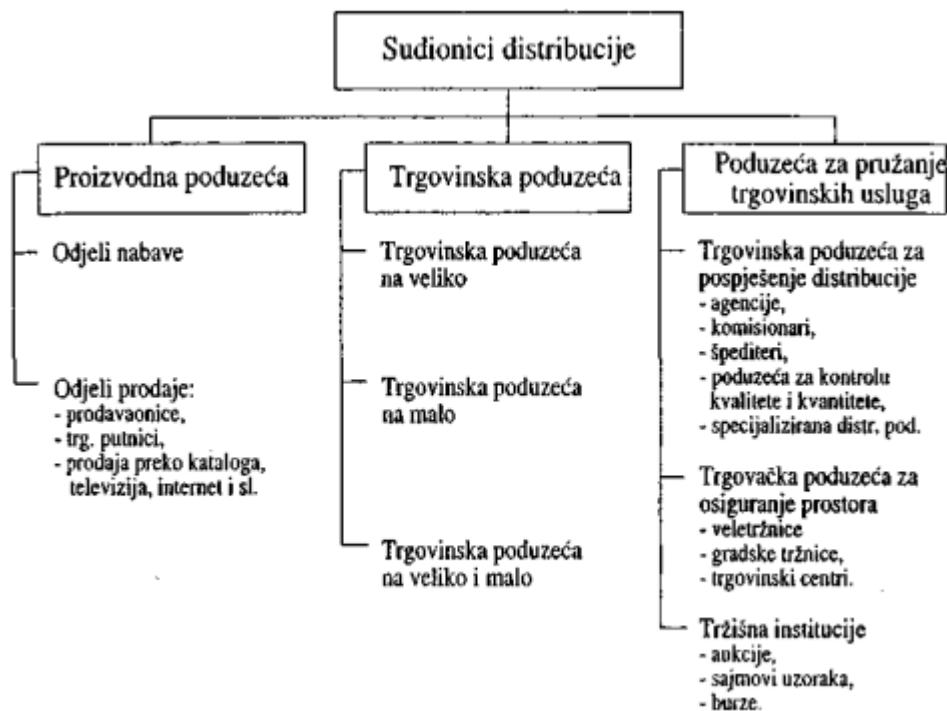 Sudionici distribucije
Proizvodna poduzeća
Odjeli nabave
Odjeli prodaje:
- prodavaonice,
- trg. putnici,
- prodaja preko kataloga,
televizija, internet i sl.
Trgovinska poduzeća
Trgovinska poduzeća
na veliko
Trgovinska poduzeća
na malo
Trgovinska poduzeća
na veliko i malo
Poduzeća za pružanje
trgovinskih usluga
Trgovinska poduzeća za
pospješenje distribucije
- agencije,
- komisionari,
- špediteri,
- poduzeća za kontrolu
kvalitete i kvantitete,
- specijalizirana distr. pod.
Trgovačka poduzeća za
osiguranje prostora
- veletržnice
- gradske tržnice,
- trgovinski centri.
Tržišna institucije
- aukcije,
- sajmovi uzoraka,
- burze.